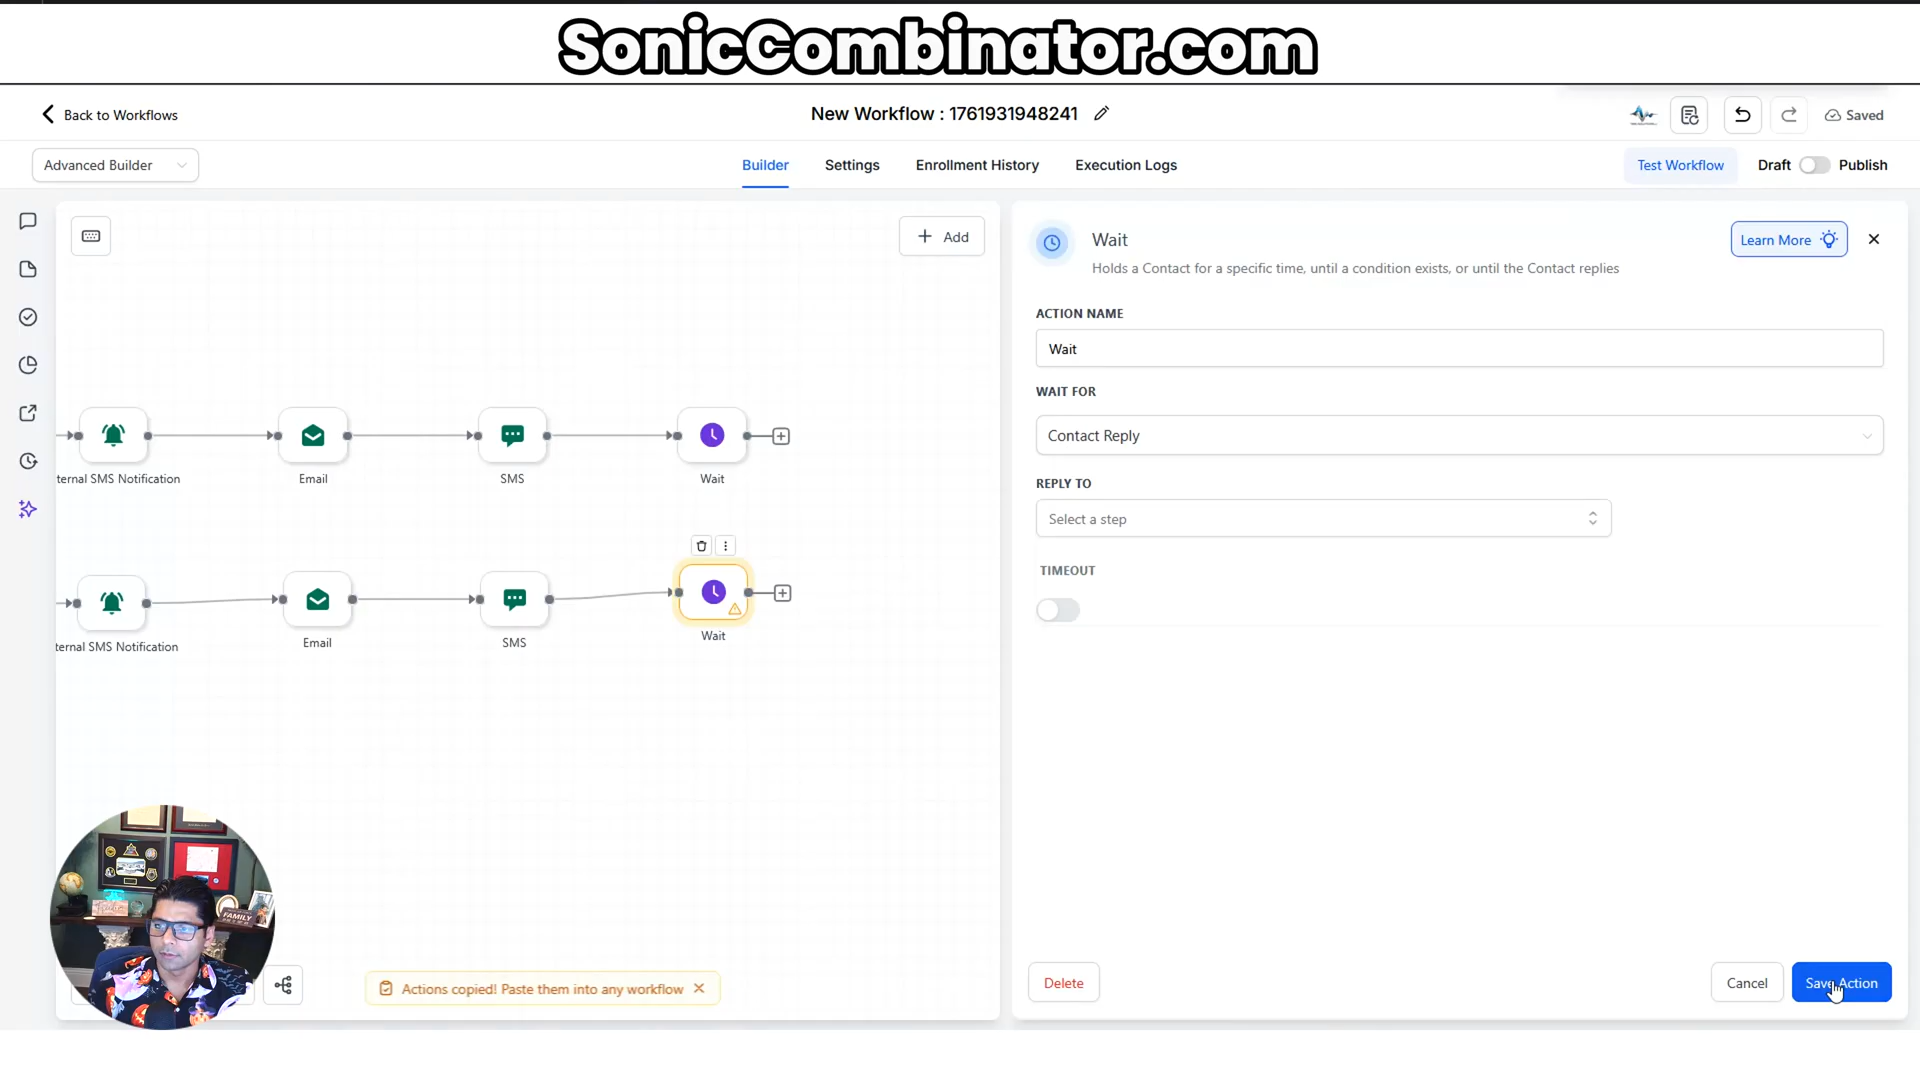 SonicCombinator.com
Back to Workflows
New Workflow : 1761931948241
Saved
Advanced Builder
Builder
Settings
Enrollment History
Execution Logs
Test Workflow
Draft
Publish
Add
Wait
Learn More
Holds a Contact for a specific time, until a condition exists, or until the Contact replies
ACTION NAME
Wait
WAIT FOR
Contact Reply
REPLY TO
Select a step
TIMEOUT
ternal SMS Notification
Email
SMS
Wait
ternal SMS Notification
Email
SMS
Wait
FAMILY
Actions copied! Paste them into any workflow
Delete
Cancel
Save Action